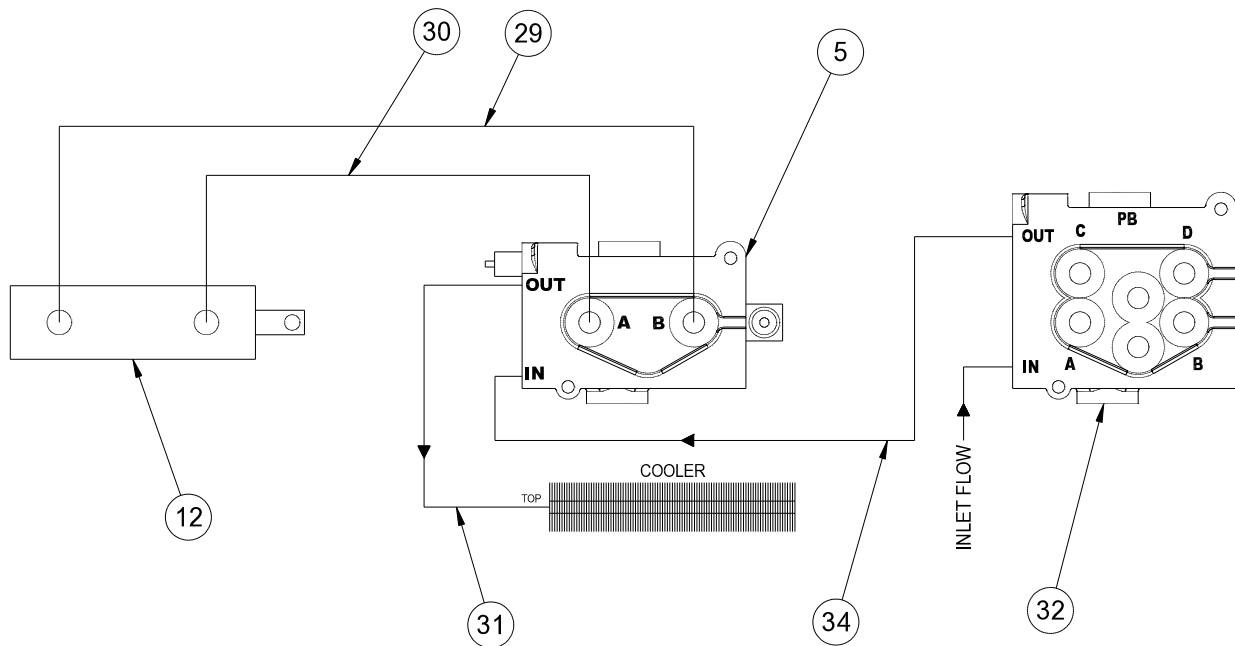 30
29
5
PB
C
D
OUT
OUT
A
B
IN
IN
A
B
COOLER
TOP
INLET FLOW
12
31
34
32